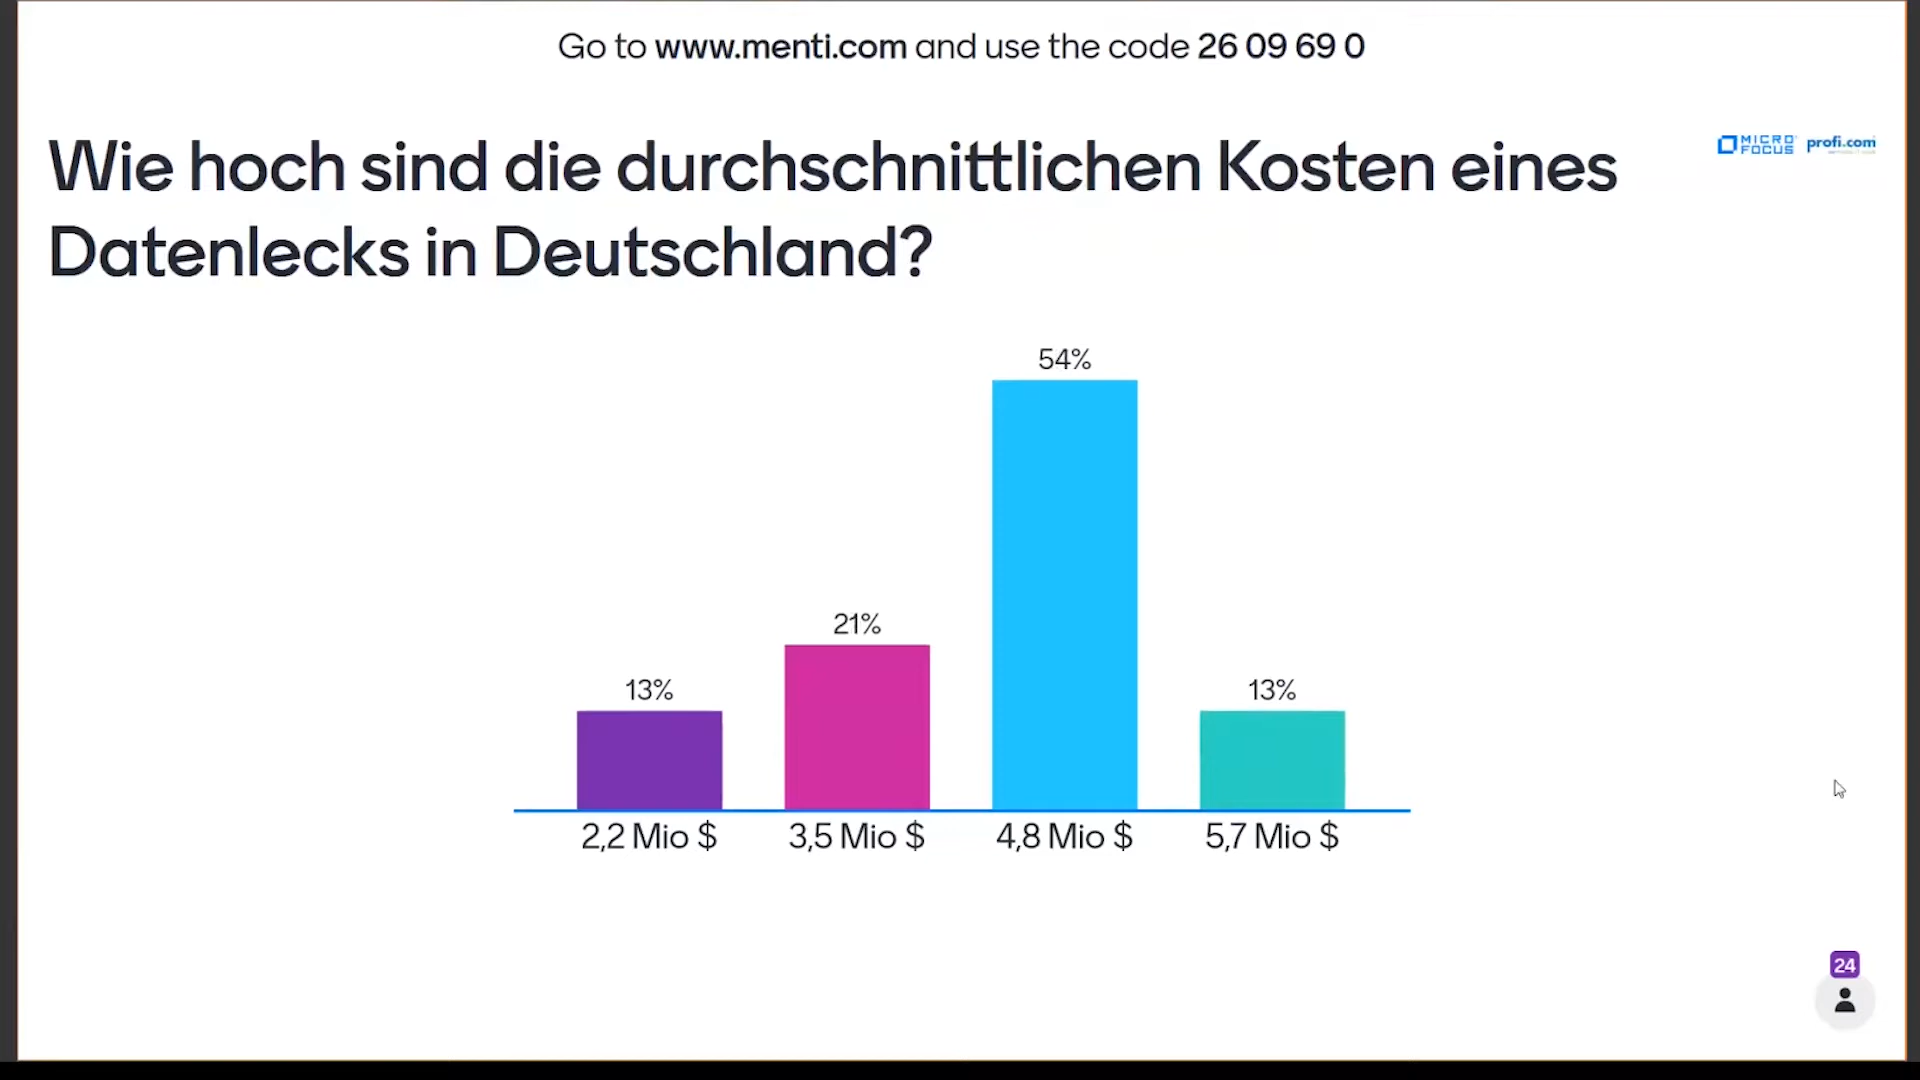 Go to www.menti.com and use the code 26 09 69 0
Wie hoch sind die durchschnittlichen Kosten eines
Datenlecks in Deutschland?
MICRO
FOCUS
profi.com
54%
21%
13%
13%
2,2 Mio $
3,5 Mio $
4,8 Mio $
5,7 Mio $
24